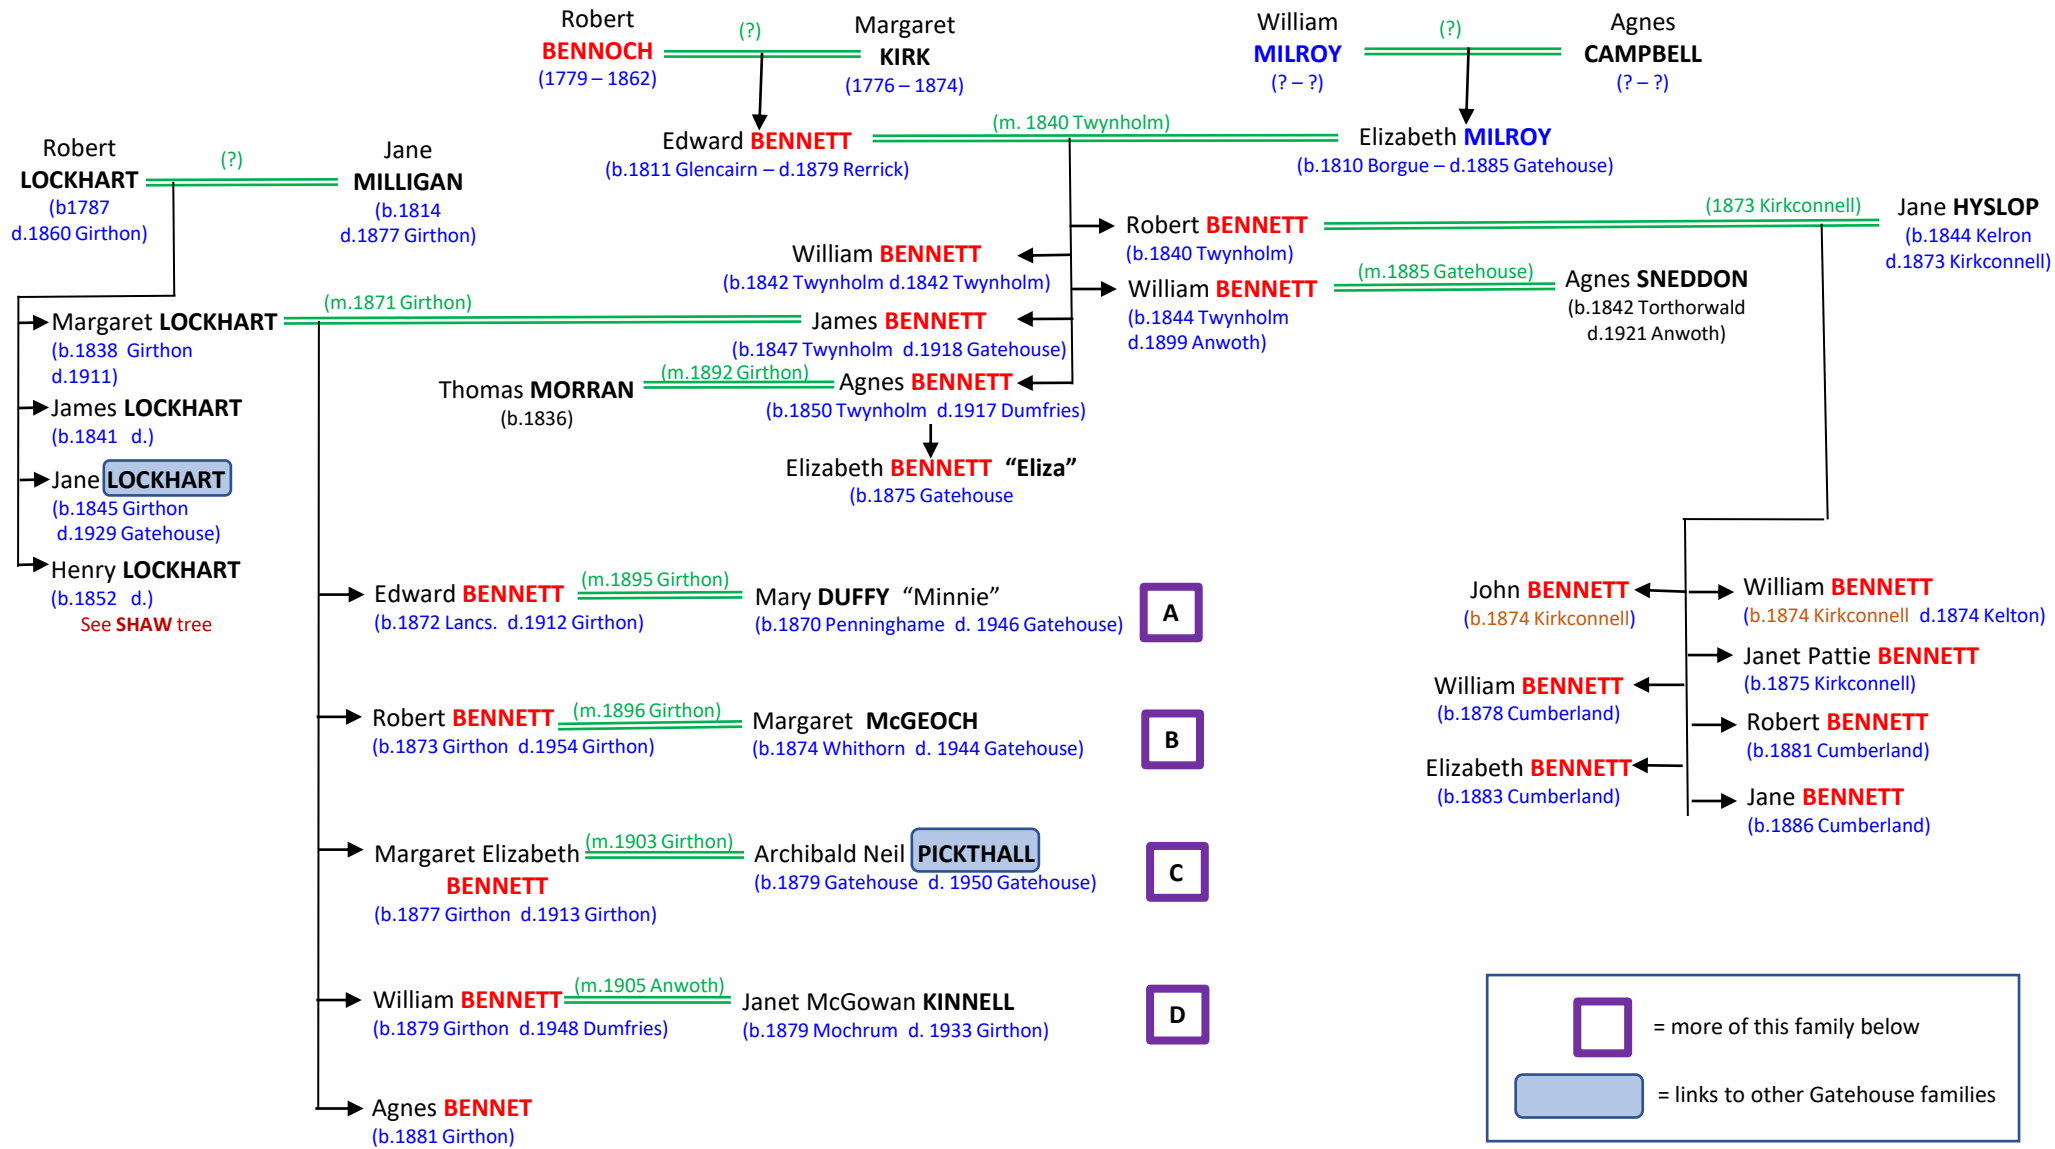 Robert
BENNOCH
(1779 – 1862)
(?)
Margaret
KIRK
(1776 – 1874)
William
MILROY
(? – ?)
(?)
Agnes
CAMPBELL
(? – ?)
Edward BENNETT
(b.1811 Glencairn – d.1879 Rerrick)
(m. 1840 Twynholm)
Elizabeth MILROY
(b.1810 Borgue – d.1885 Gatehouse)
Robert
LOCKHART
(b1787
d.1860 Girthon)
(?)
Jane
MILLIGAN
(b.1814
d.1877 Girthon)
Robert BENNETT
(b.1840 Twynholm)
(1873 Kirkconnell)
Jane HYSLOP
(b.1844 Kelron
d.1873 Kirkconnell)
William BENNETT
(b.1842 Twynholm d.1842 Twynholm)
William BENNETT
(b.1844 Twynholm
d.1899 Anwoth)
(m.1885 Gatehouse)
Agnes SNEDDON
(b.1842 Torthorwald
d.1921 Anwoth)
Margaret LOCKHART
(b.1838 Girthon
d.1911)
(m.1871 Girthon)
James BENNETT
(b.1847 Twynholm d.1918 Gatehouse)
Thomas MORRAN
(b.1836)
(m.1892 Girthon)
Agnes BENNETT
(b.1850 Twynholm d.1917 Dumfries)
James LOCKHART
(b.1841 d.)
Elizabeth BENNETT “Eliza”
(b.1875 Gatehouse
Jane LOCKHART
(b.1845 Girthon
d.1929 Gatehouse)
Henry LOCKHART
(b.1852 d.)
See SHAW tree
Edward BENNETT
(b.1872 Lancs. d.1912 Girthon)
(m.1895 Girthon)
Mary DUFFY “Minnie”
(b.1870 Penninghame d. 1946 Gatehouse)
A
John BENNETT
(b.1874 Kirkconnell)
William BENNETT
(b.1874 Kirkconnell d.1874 Kelton)
Janet Pattie BENNETT
(b.1875 Kirkconnell)
William BENNETT
(b.1878 Cumberland)
Robert BENNETT
(b.1881 Cumberland)
Elizabeth BENNETT
(b.1883 Cumberland)
Jane BENNETT
(b.1886 Cumberland)
Robert BENNETT
(b.1873 Girthon d.1954 Girthon)
(m.1896 Girthon)
Margaret McGEOCH
(b.1874 Whithorn d. 1944 Gatehouse)
B
Margaret Elizabeth
BENNETT
(b.1877 Girthon d.1913 Girthon)
(m.1903 Girthon)
Archibald Neil PICKTHALL
(b.1879 Gatehouse d. 1950 Gatehouse)
C
William BENNETT
(b.1879 Girthon d.1948 Dumfries)
(m.1905 Anwoth)
Janet McGowan KINNELL
(b.1879 Mochrum d. 1933 Girthon)
D
Agnes BENNET
(b.1881 Girthon)
= more of this family below
= links to other Gatehouse families